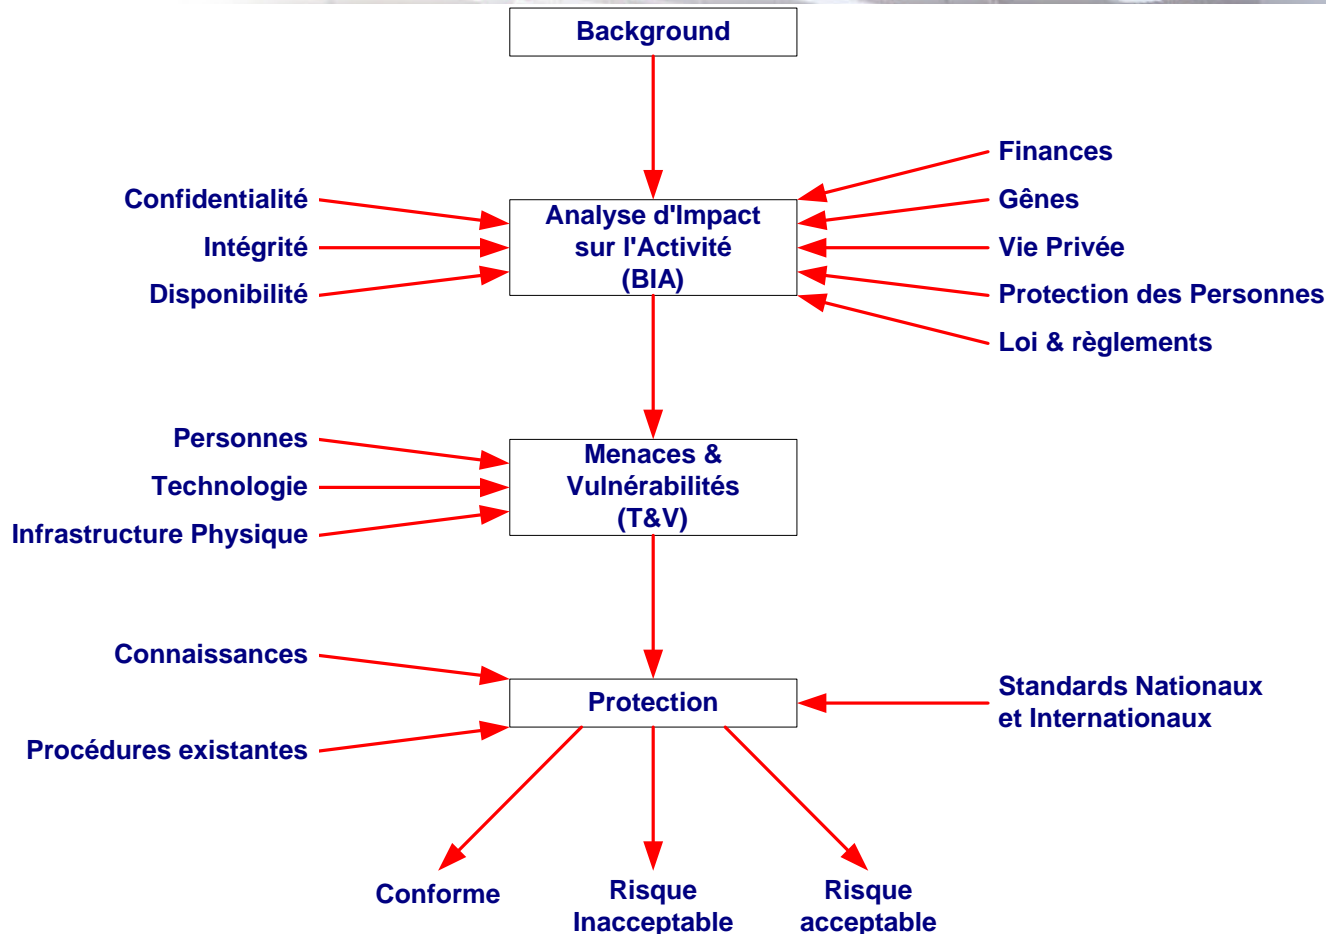 Background
Finances
Confidentialité
Analyse d'Impact
sur l'Activité
(BIA)
Gênes
Intégrité
Vie Privée
Disponibilité
Protection des Personnes
Loi & règlements
Personnes
Technologie
Infrastructure Physique
Menaces &
Vulnérabilités
(T&V)
Connaissances
Protection
Standards Nationaux
et Internationaux
Procédures existantes
Conforme
Risque
Inacceptable
Risque
acceptable